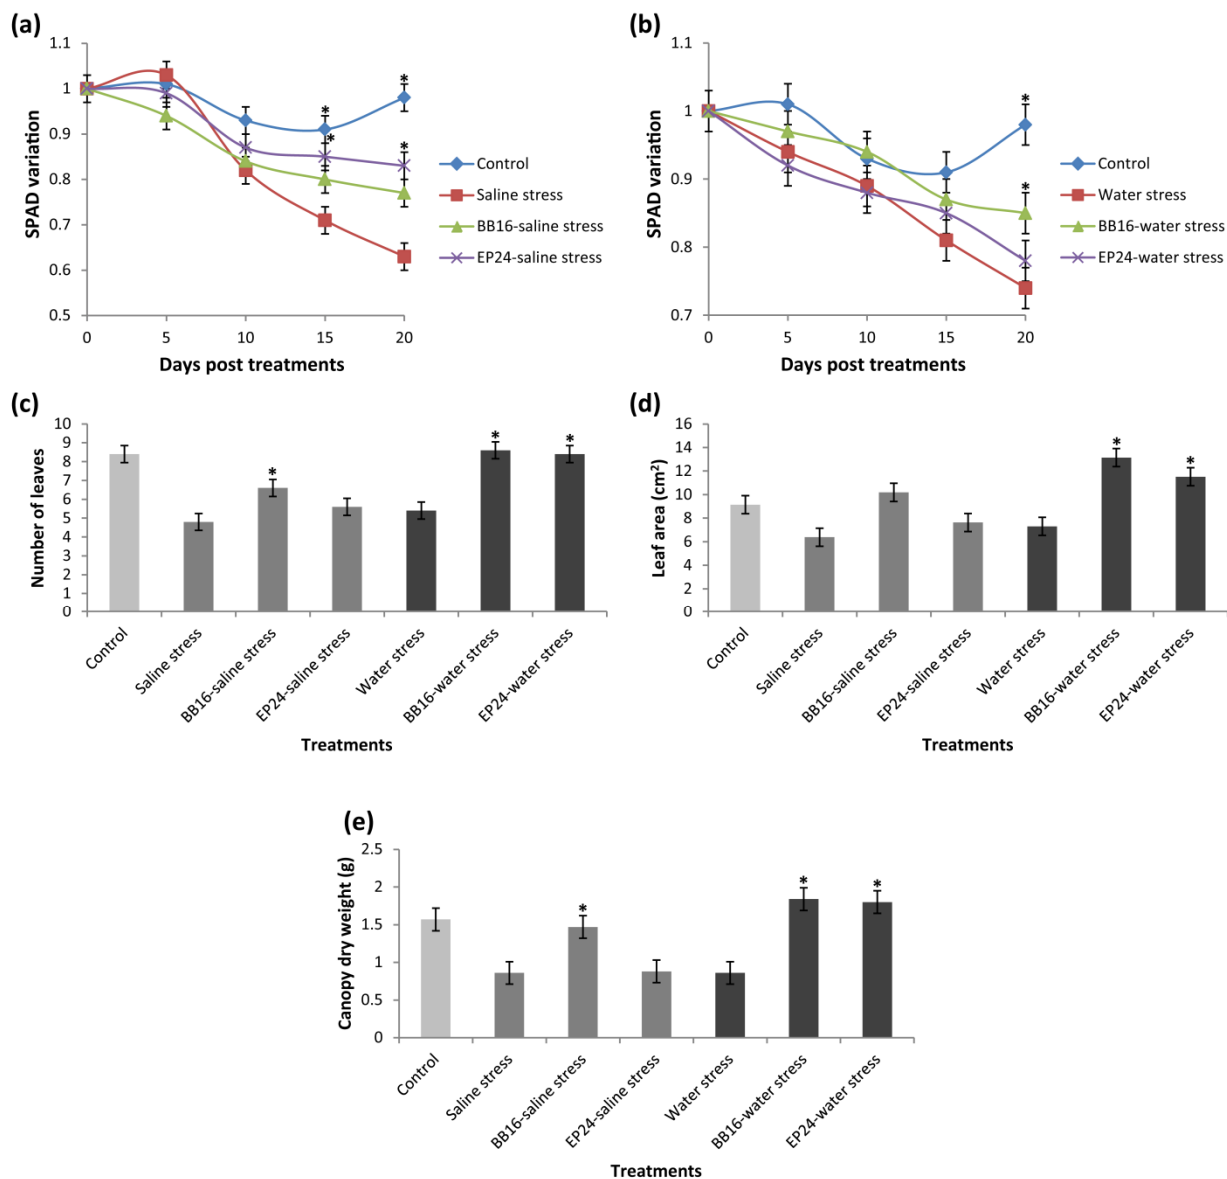 (a)
1.1
1
0.9
0.8
0.7
0.6
0.5
SPAD variation
0 5 10 15 20
Days post treatments
* * * *
Control
Saline stress
BB16-saline stress
EP24-saline stress
(b)
1.1
1
0.9
0.8
0.7
SPAD variation
0 5 10 15 20
Days post treatments
* *
Control
Water stress
BB16-water stress
EP24-water stress
(c)
10
9
8
7
6
5
4
3
2
1
0
Number of leaves
* * *
Control
Saline stress
BB16-saline stress
EP24-saline stress
Water stress
BB16-water stress
EP24-water stress
Treatments
(d)
16
14
12
10
8
6
4
2
0
Leaf area (cm²)
* *
Control
Saline stress
BB16-saline stress
EP24-saline stress
Water stress
BB16-water stress
EP24-water stress
Treatments
(e)
2.5
2
1.5
1
0.5
0
Canopy dry weight (g)
* * *
Control
Saline stress
BB16-saline stress
EP24-saline stress
Water stress
BB16-water stress
EP24-water stress
Treatments